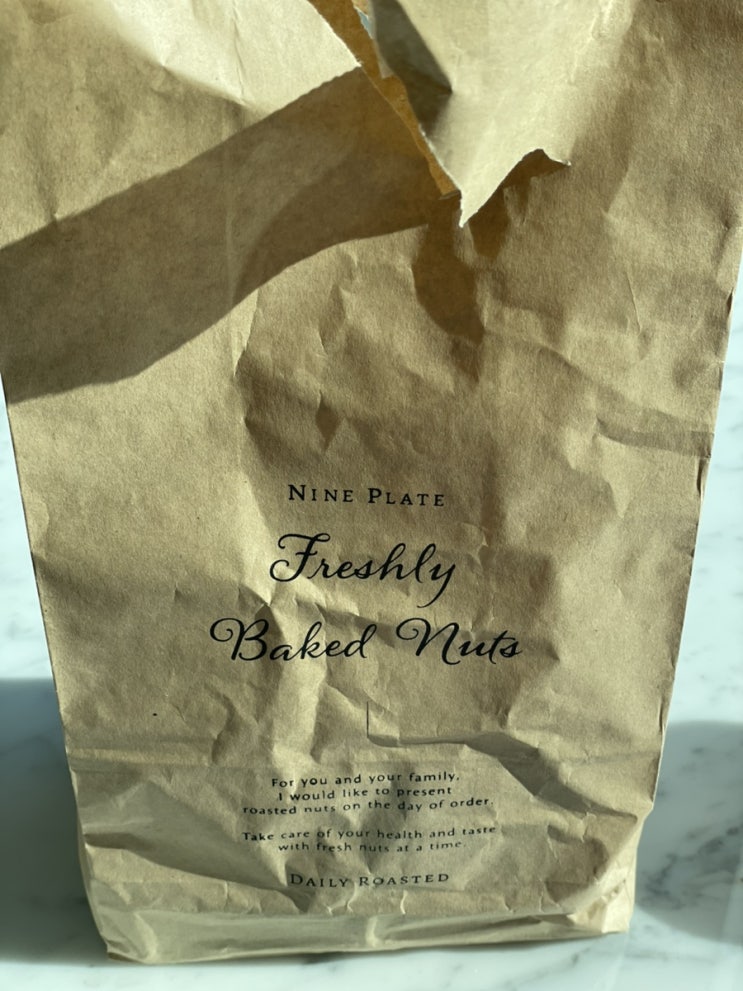 NINE PLATE
Freshly
Baked Nuts
For you and your family,
I would like to present
roasted nuts on the day of order.
Take care of your health and taste
with fresh nuts at a time.
DAILY ROASTED